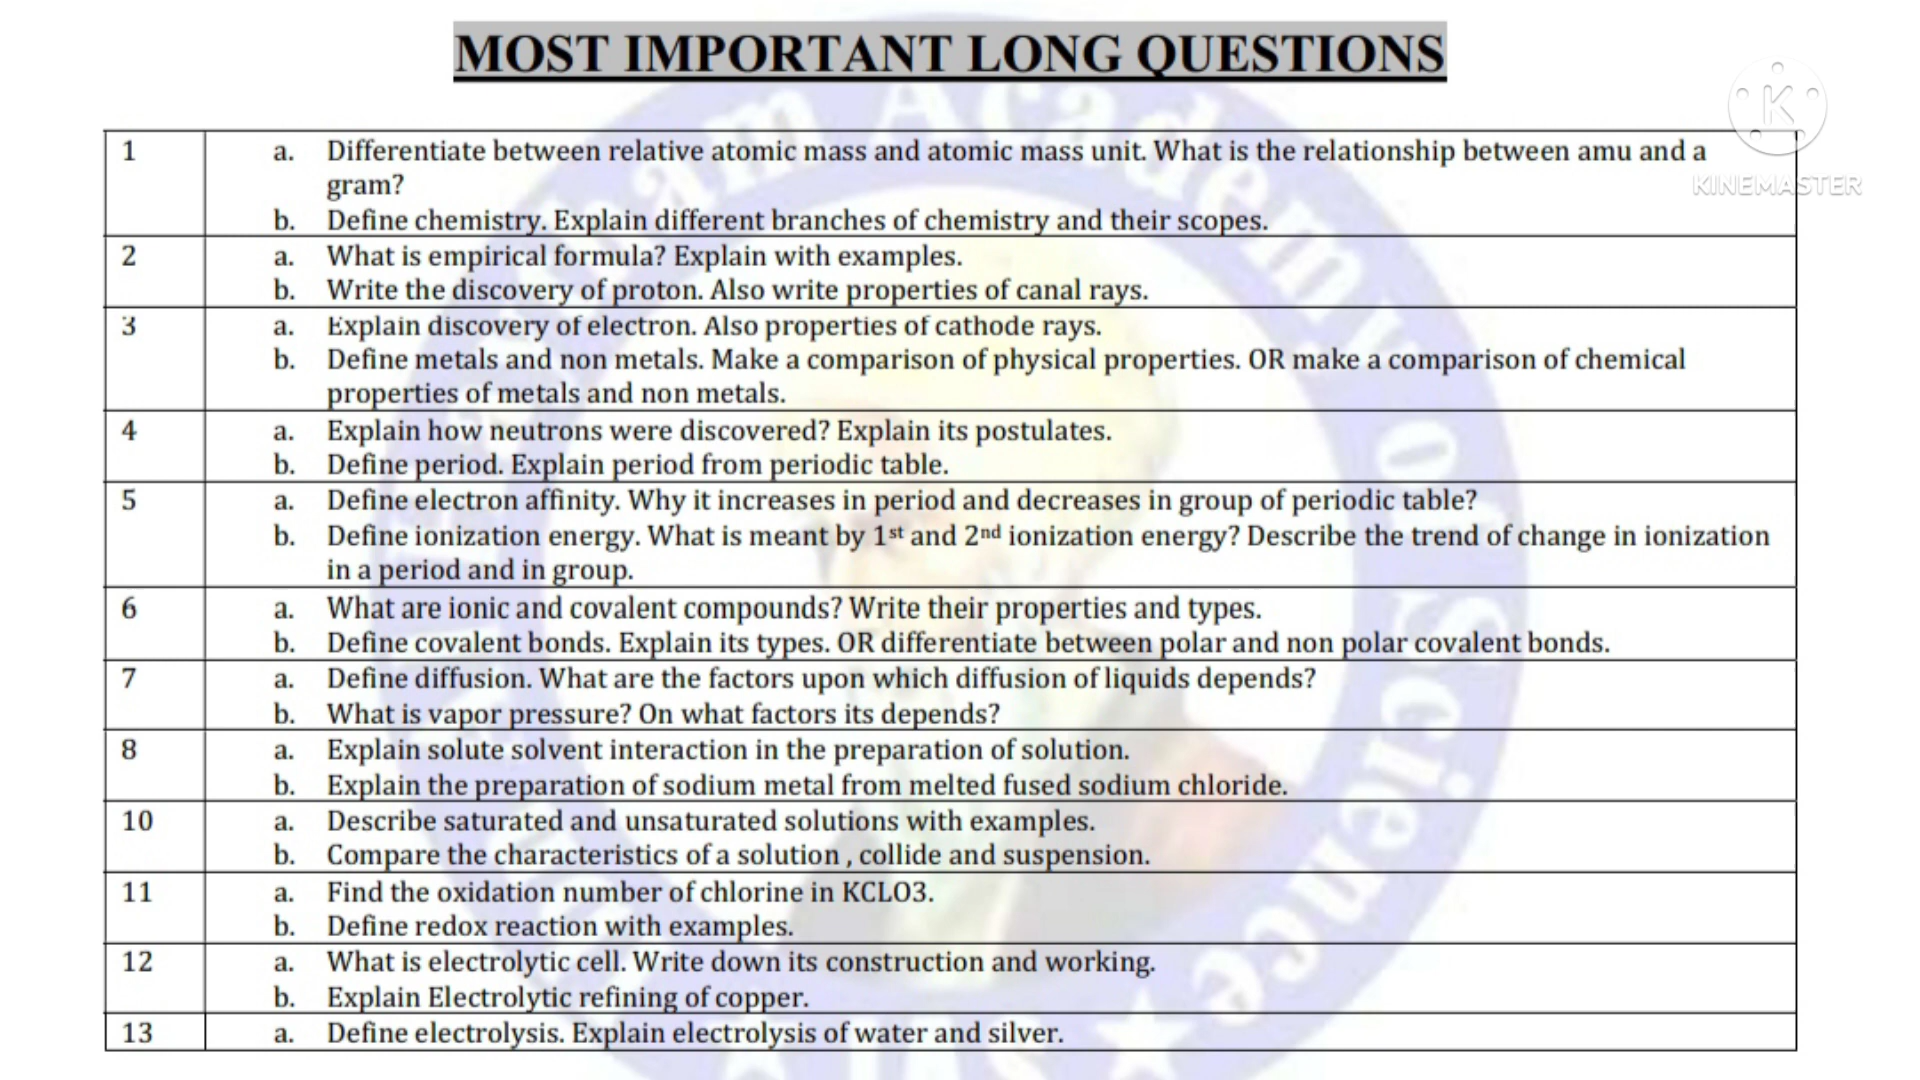 MOST IMPORTANT LONG QUESTIONS
KINEMASTER
1 a. Differentiate between relative atomic mass and atomic mass unit. What is the relationship between amu and a
gram?
b. Define chemistry. Explain different branches of chemistry and their scopes.
2 a. What is empirical formula? Explain with examples.
b. Write the discovery of proton. Also write properties of canal rays.
3 a. Explain discovery of electron. Also properties of cathode rays.
b. Define metals and non metals. Make a comparison of physical properties. OR make a comparison of chemical
properties of metals and non metals.
4 a. Explain how neutrons were discovered? Explain its postulates.
b. Define period. Explain period from periodic table.
5 a. Define electron affinity. Why it increases in period and decreases in group of periodic table?
b. Define ionization energy. What is meant by 1st and 2nd ionization energy? Describe the trend of change in ionization
in a period and in group.
6 a. What are ionic and covalent compounds? Write their properties and types.
b. Define covalent bonds. Explain its types. OR differentiate between polar and non polar covalent bonds.
7 a. Define diffusion. What are the factors upon which diffusion of liquids depends?
b. What is vapor pressure? On what factors its depends?
8 a. Explain solute solvent interaction in the preparation of solution.
b. Explain the preparation of sodium metal from melted fused sodium chloride.
10 a. Describe saturated and unsaturated solutions with examples.
b. Compare the characteristics of a solution , collide and suspension.
11 a. Find the oxidation number of chlorine in KCLO3.
b. Define redox reaction with examples.
12 a. What is electrolytic cell. Write down its construction and working.
b. Explain Electrolytic refining of copper.
13 a. Define electrolysis. Explain electrolysis of water and silver.
Academy of Science